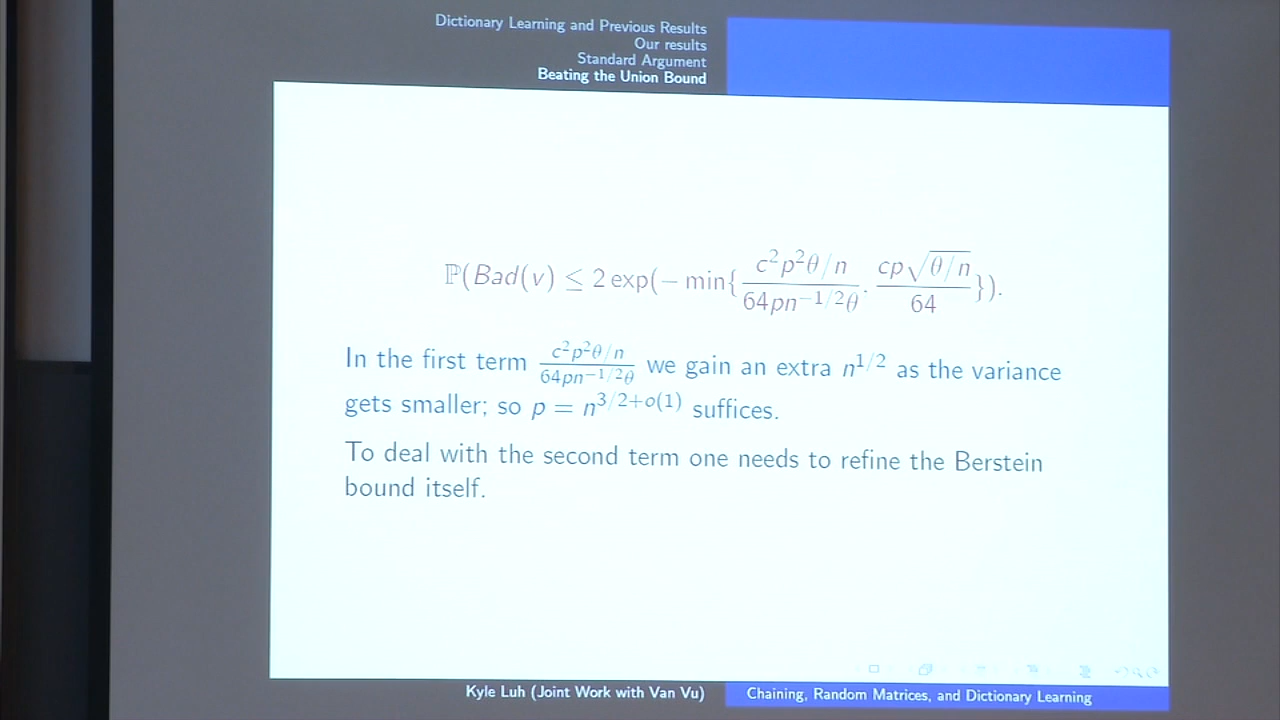 Dictionary Learning and Previous Results
Our results
Standard Argument
Beating the Union Bound
ℙ(Bad(v) ≤ 2 exp(− min{ c²p²θ/n / 64pn^{−1/2}θ , cp√(θ/n) / 64 }).
In the first term c²p²θ/n / 64pn^{−1/2}θ we gain an extra n^{1/2} as the variance
gets smaller; so p = n^{3/2+o(1)} suffices.
To deal with the second term one needs to refine the Berstein
bound itself.
Kyle Luh (Joint Work with Van Vu)
Chaining, Random Matrices, and Dictionary Learning